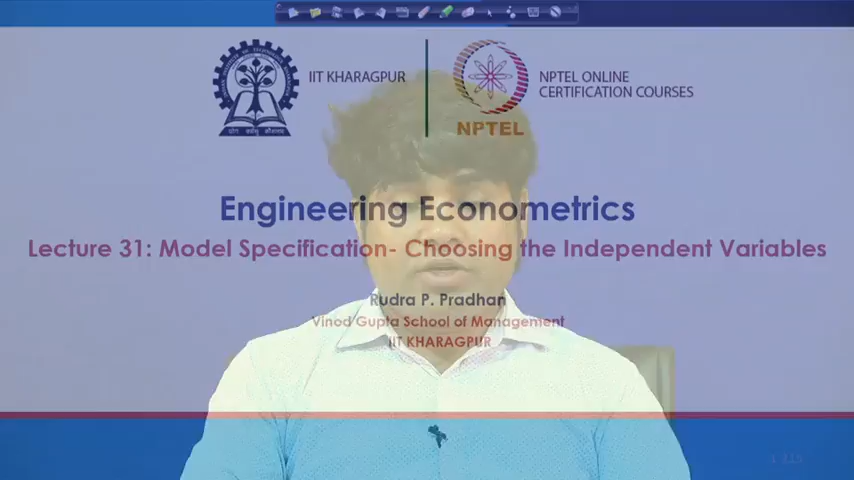 IIT KHARAGPUR
NPTEL ONLINE
CERTIFICATION COURSES
NPTEL
Engineering Econometrics
Lecture 31: Model Specification- Choosing the Independent Variables
Rudra P. Pradhan
Vinod Gupta School of Management
IIT KHARAGPUR